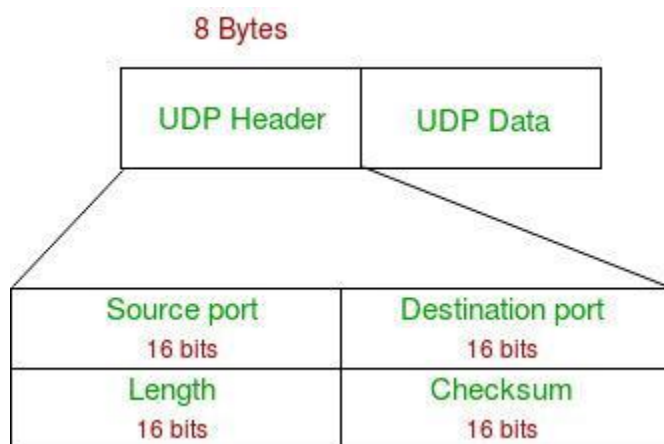 8 Bytes
UDP Header UDP Data
Source port Destination port
16 bits 16 bits
Length Checksum
16 bits 16 bits